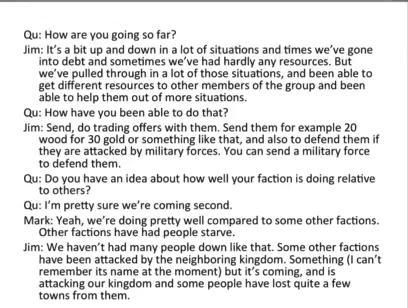 Qu: How are you going so far?
Jim: It's a bit up and down in a lot of situations and times we've gone
into debt and sometimes we've had hardly any resources. But
we've pulled through in a lot of those situations, and been able to
get different resources to other members of the group and been
able to help them out of more situations.
Qu: How have you been able to do that?
Jim: Send, do trading offers with them. Send them for example 20
wood for 30 gold or something like that, and also to defend them if
they are attacked by military forces. You can send a military force
to defend them.
Qu: Do you have an idea about how well your faction is doing relative
to others?
Qu: I'm pretty sure we're coming second.
Mark: Yeah, we're doing pretty well compared to some other factions.
Other factions have had people starve.
Jim: We haven't had many people down like that. Some other factions
have been attacked by the neighboring kingdom. Something (I can't
remember its name at the moment) but it's coming, and is
attacking our kingdom and some people have lost quite a few
towns from them.